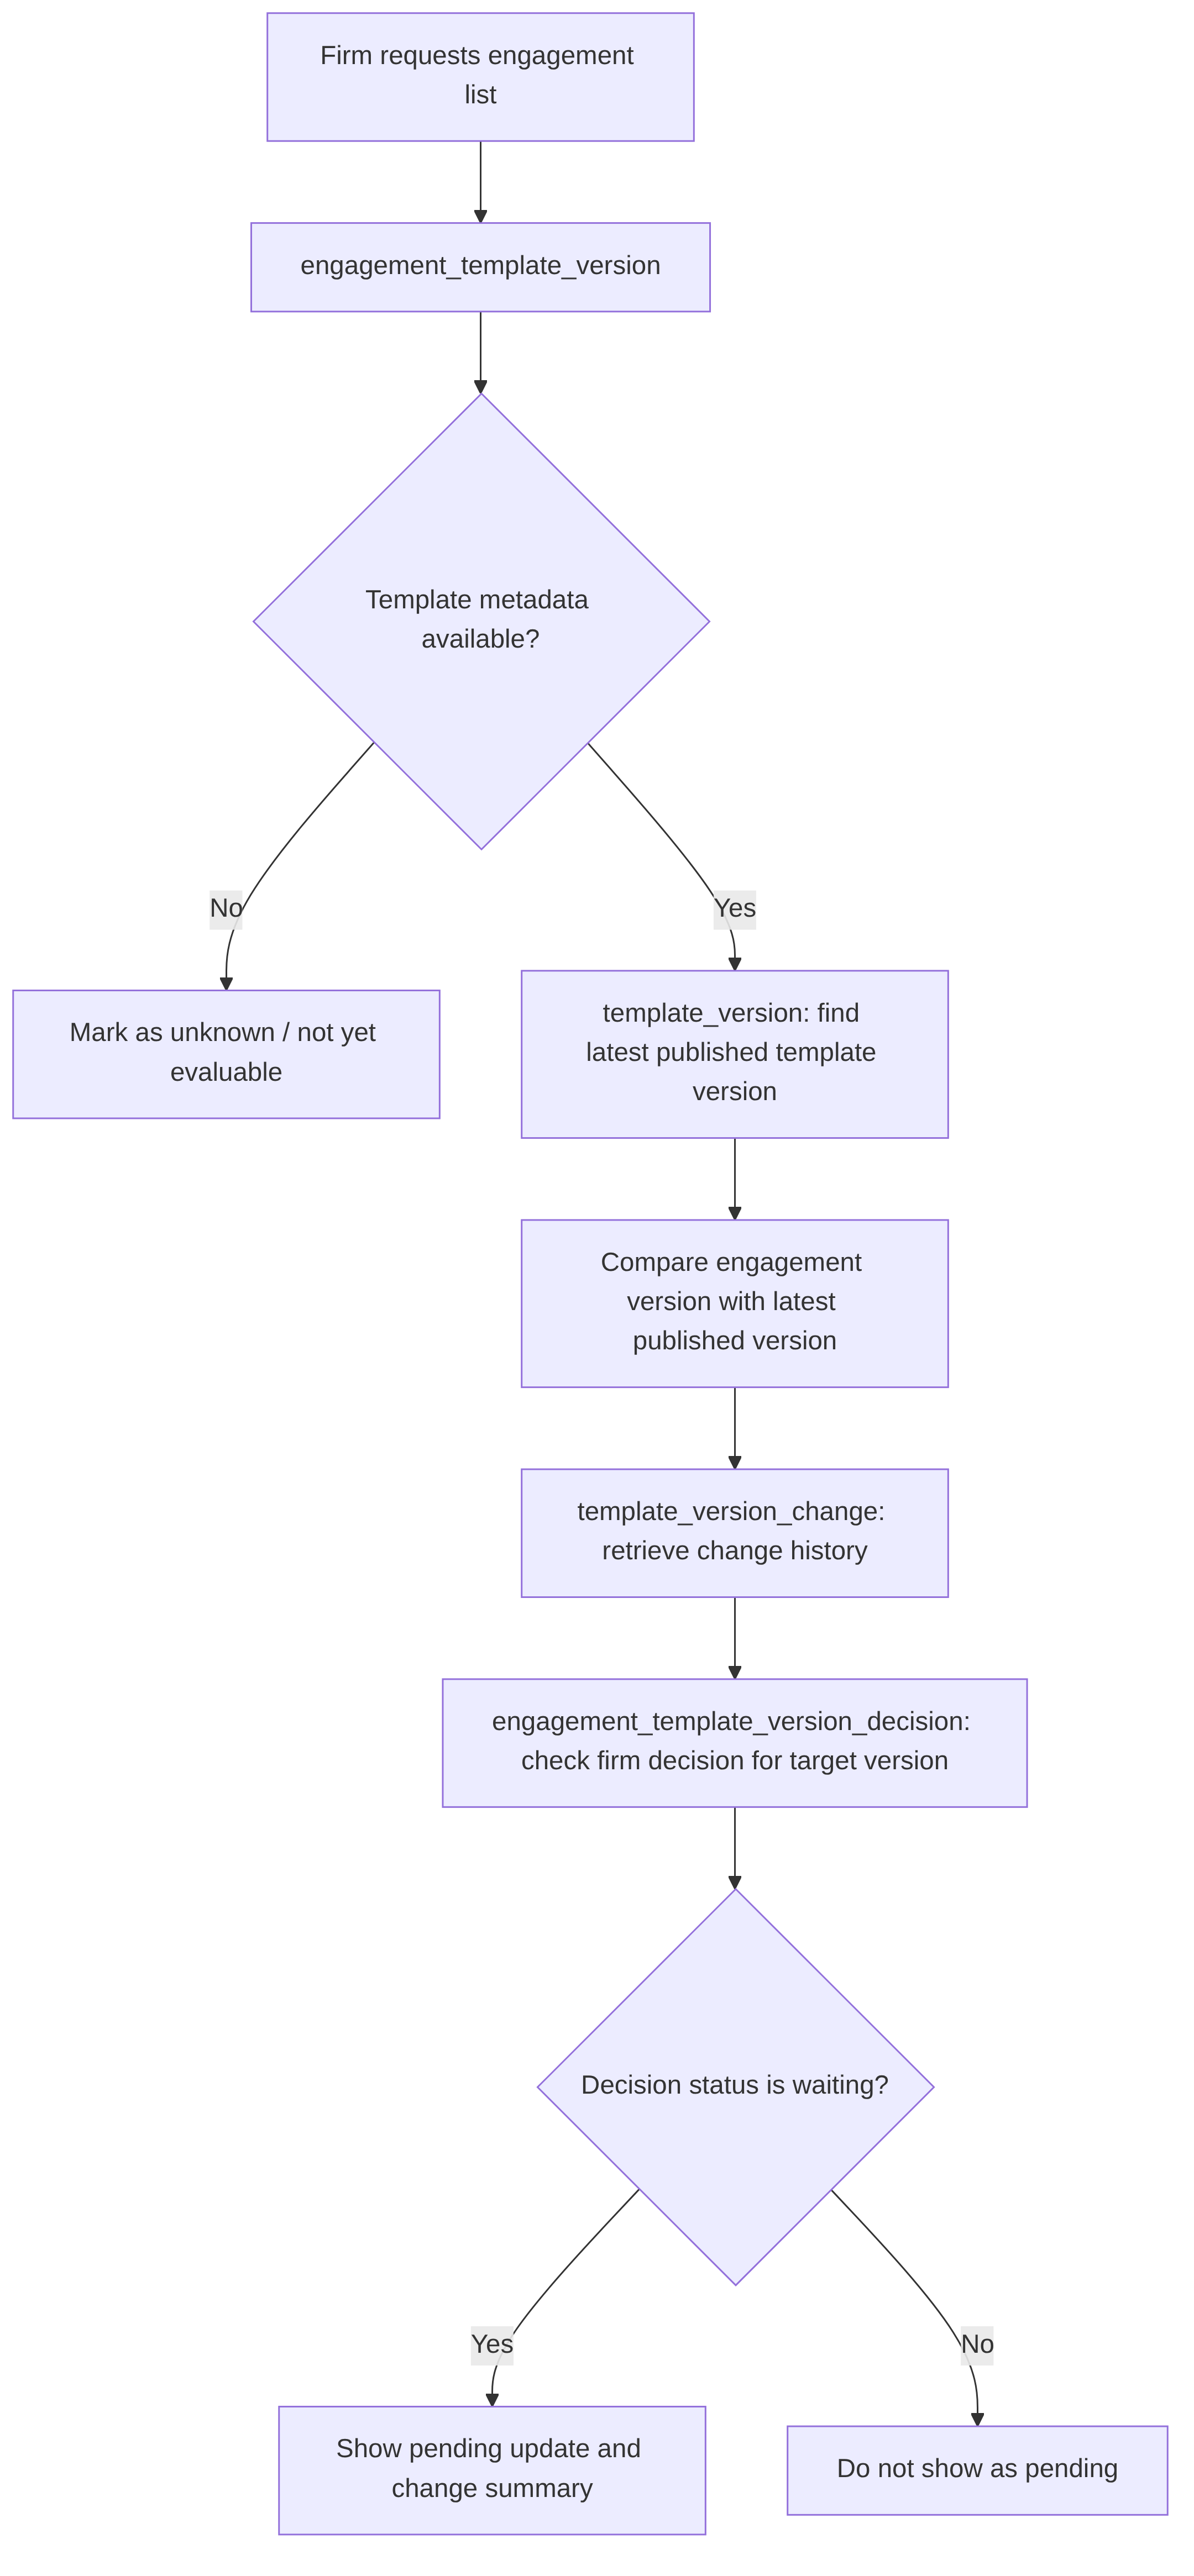 Firm requests engagement
list
engagement_template_version
Template metadata
available?
No
Yes
Mark as unknown / not yet
evaluable
template_version: find
latest published template
version
Compare engagement
version with latest
published version
template_version_change:
retrieve change history
engagement_template_version_decision:
check firm decision for target version
Decision status is waiting?
Yes
No
Show pending update and
change summary
Do not show as pending